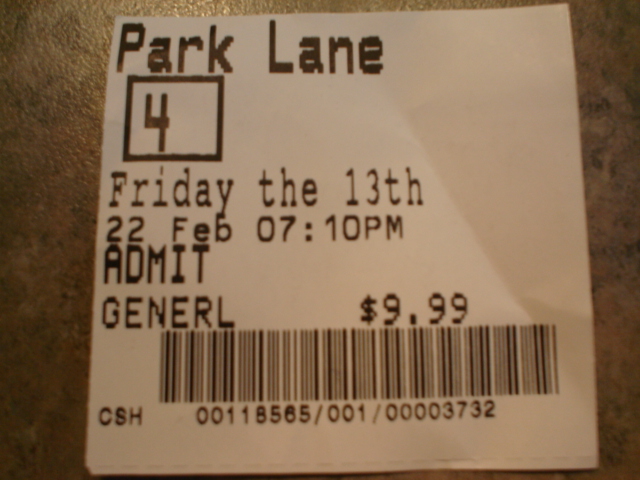 Park Lane
4
Friday the 13th
22 Feb 07:10PM
ADMIT
GENERL $9.99
CSH 00118565/001/00003732